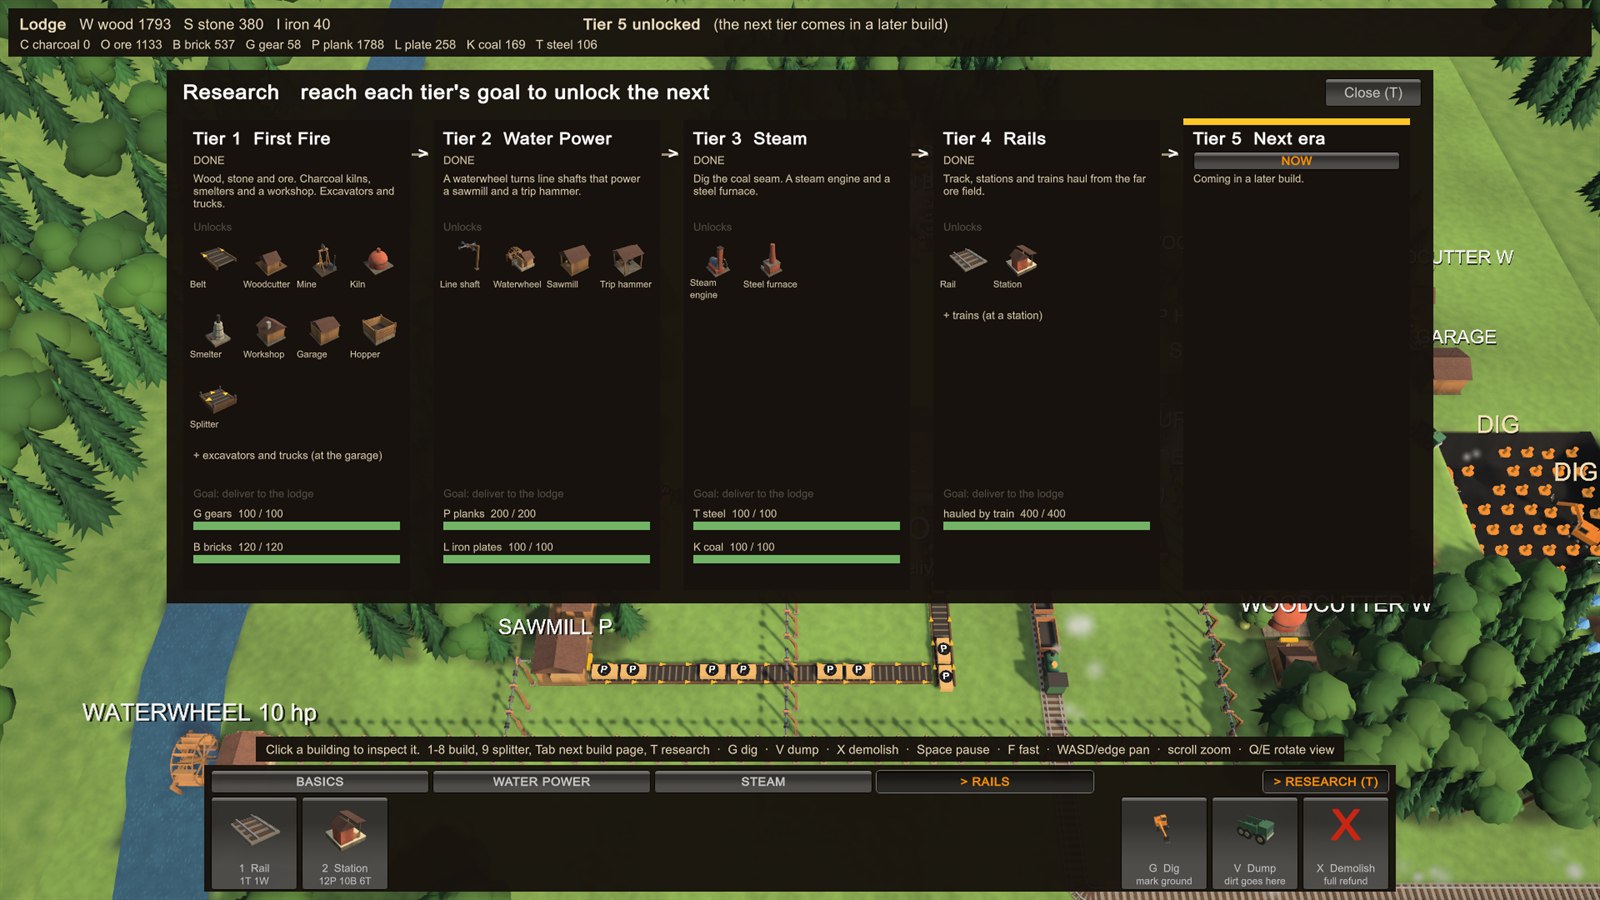 Lodge W wood 1793 S stone 380 I iron 40
Tier 5 unlocked (the next tier comes in a later build)
C charcoal 0 O ore 1133 B brick 537 G gear 58 P plank 1788 L plate 258 K coal 169 T steel 106
Research reach each tier's goal to unlock the next
Close (T)
Tier 1 First Fire
DONE
Wood, stone and ore. Charcoal kilns,
smelters and a workshop. Excavators and
trucks.
Unlocks
Belt Woodcutter Mine Kiln
Smelter Workshop Garage Hopper
Splitter
+ excavators and trucks (at the garage)
Goal: deliver to the lodge
G gears 100 / 100
B bricks 120 / 120
Tier 2 Water Power
DONE
A waterwheel turns line shafts that power
a sawmill and a trip hammer.
Unlocks
Line shaft Waterwheel Sawmill Trip hammer
Goal: deliver to the lodge
P planks 200 / 200
L iron plates 100 / 100
Tier 3 Steam
DONE
Dig the coal seam. A steam engine and a
steel furnace.
Unlocks
Steam
engine
Steel furnace
Goal: deliver to the lodge
T steel 100 / 100
K coal 100 / 100
Tier 4 Rails
DONE
Track, stations and trains haul from the far
ore field.
Unlocks
Rail Station
+ trains (at a station)
Goal: deliver to the lodge
hauled by train 400 / 400
Tier 5 Next era
NOW
Coming in a later build.
CUTTER W
GARAGE
DIG
DIG
WOODCUTTER W
SAWMILL P
P P P P P P P
P
WATERWHEEL 10 hp
Click a building to inspect it. 1-8 build, 9 splitter, Tab next build page, T research · G dig · V dump · X demolish · Space pause · F fast · WASD/edge pan · scroll zoom · Q/E rotate view
BASICS
WATER POWER
STEAM
> RAILS
> RESEARCH (T)
1 Rail
1T 1W
2 Station
12P 10B 6T
G Dig
mark ground
V Dump
dirt goes here
X
X Demolish
full refund